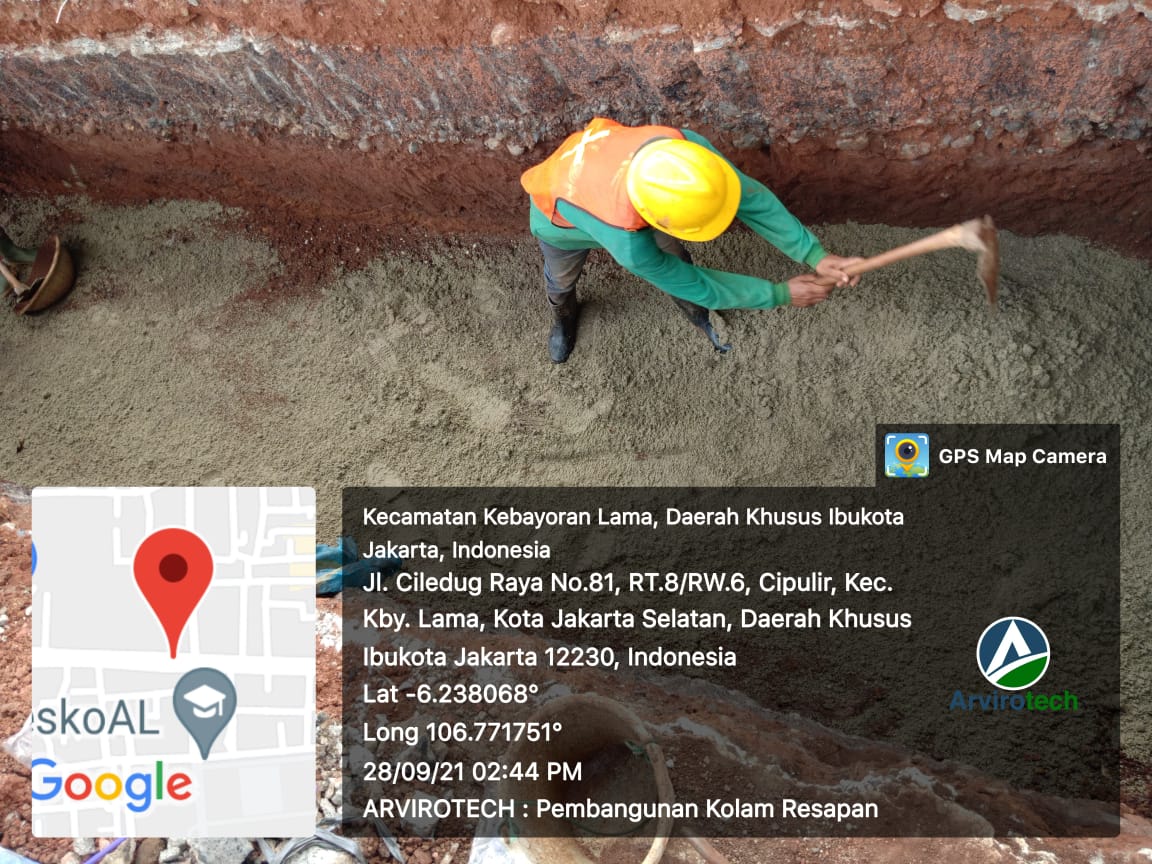 GPS Map Camera
Kecamatan Kebayoran Lama, Daerah Khusus Ibukota
Jakarta, Indonesia
Jl. Ciledug Raya No.81, RT.8/RW.6, Cipulir, Kec.
Kby. Lama, Kota Jakarta Selatan, Daerah Khusus
Ibukota Jakarta 12230, Indonesia
Lat -6.238068°
Long 106.771751°
28/09/21 02:44 PM
ARVIROTECH : Pembangunan Kolam Resapan
Arvirotech
skoAL
Google